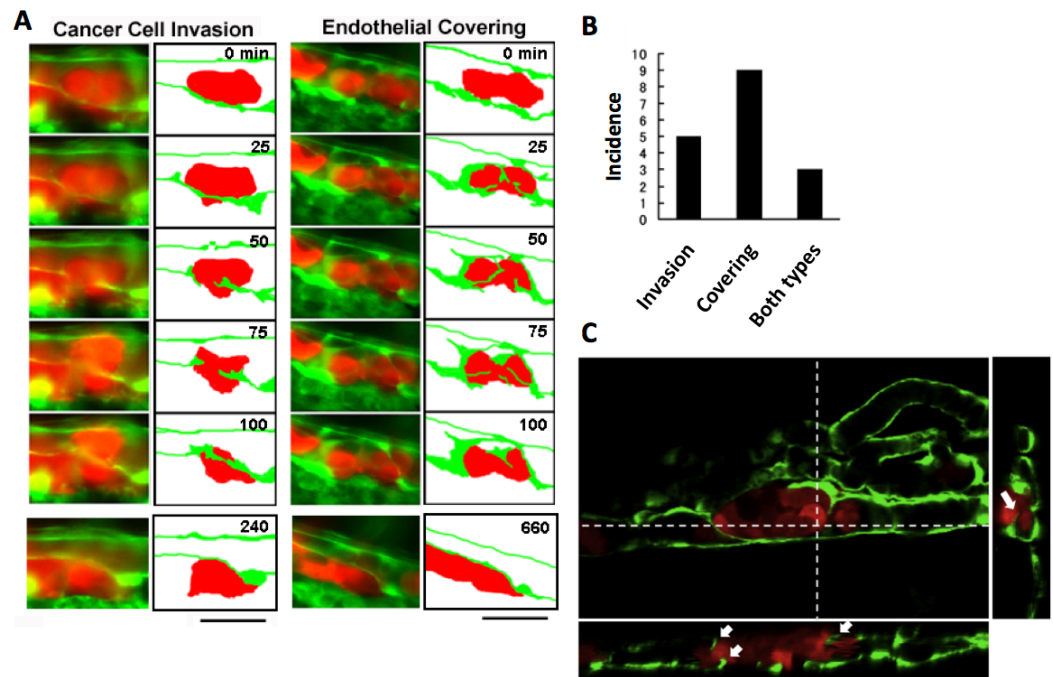 A
Cancer Cell Invasion
Endothelial Covering
0 min
25
50
75
100
240
0 min
25
50
75
100
660
B
Incidence
10
9
8
7
6
5
4
3
2
1
0
Invasion
Covering
Both types
C